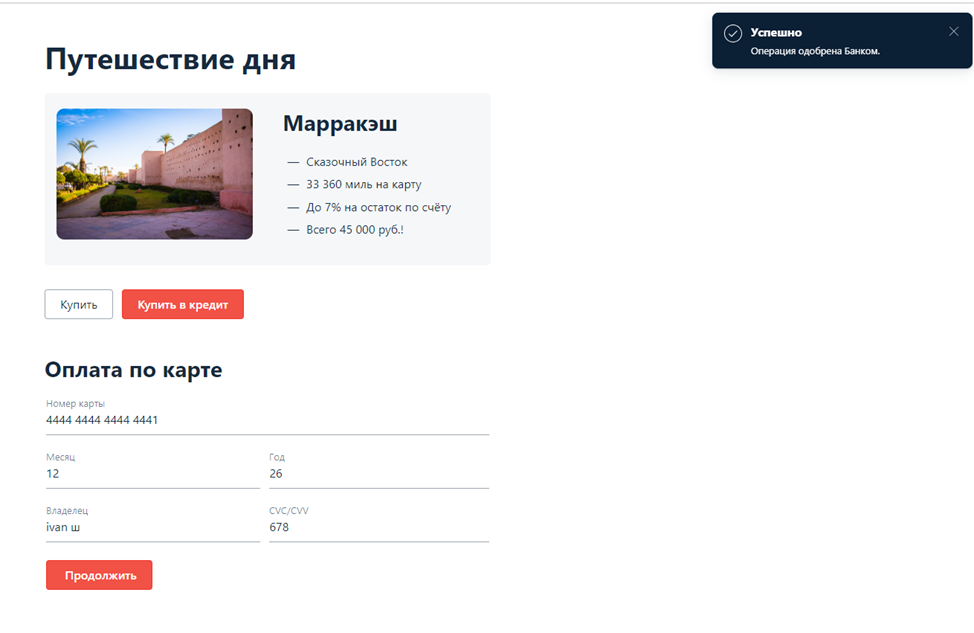 Успешно
Операция одобрена Банком.
Путешествие дня
Марракэш
— Сказочный Восток
— 33 360 миль на карту
— До 7% на остаток по счёту
— Всего 45 000 руб.!
Купить
Купить в кредит
Оплата по карте
Номер карты
4444 4444 4444 4441
Месяц
Год
12
26
Владелец
CVC/CVV
ivan ш
678
Продолжить